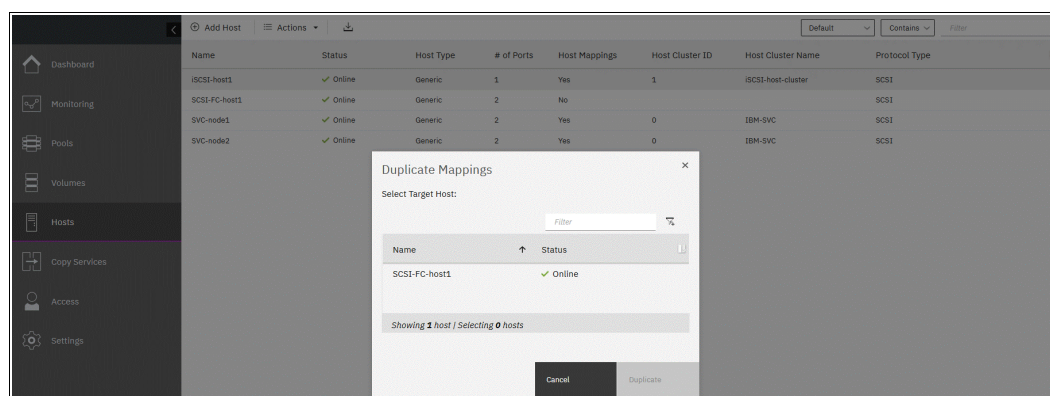 Add Host Actions Default Contains Filter
Name Status Host Type # of Ports Host Mappings Host Cluster ID Host Cluster Name Protocol Type
Dashboard
iSCSI-host1 Online Generic 1 Yes 1 iSCSI-host-cluster SCSI
SCSI-FC-host1 Online Generic 2 No SCSI
Monitoring
SVC-node1 Online Generic 2 Yes 0 IBM-SVC SCSI
SVC-node2 Online Generic 2 Yes 0 IBM-SVC SCSI
Pools
Volumes
Hosts
Copy Services
Access
Settings
Duplicate Mappings
Select Target Host:
Filter
Name Status
SCSI-FC-host1 Online
Showing 1 host | Selecting 0 hosts
Cancel Duplicate